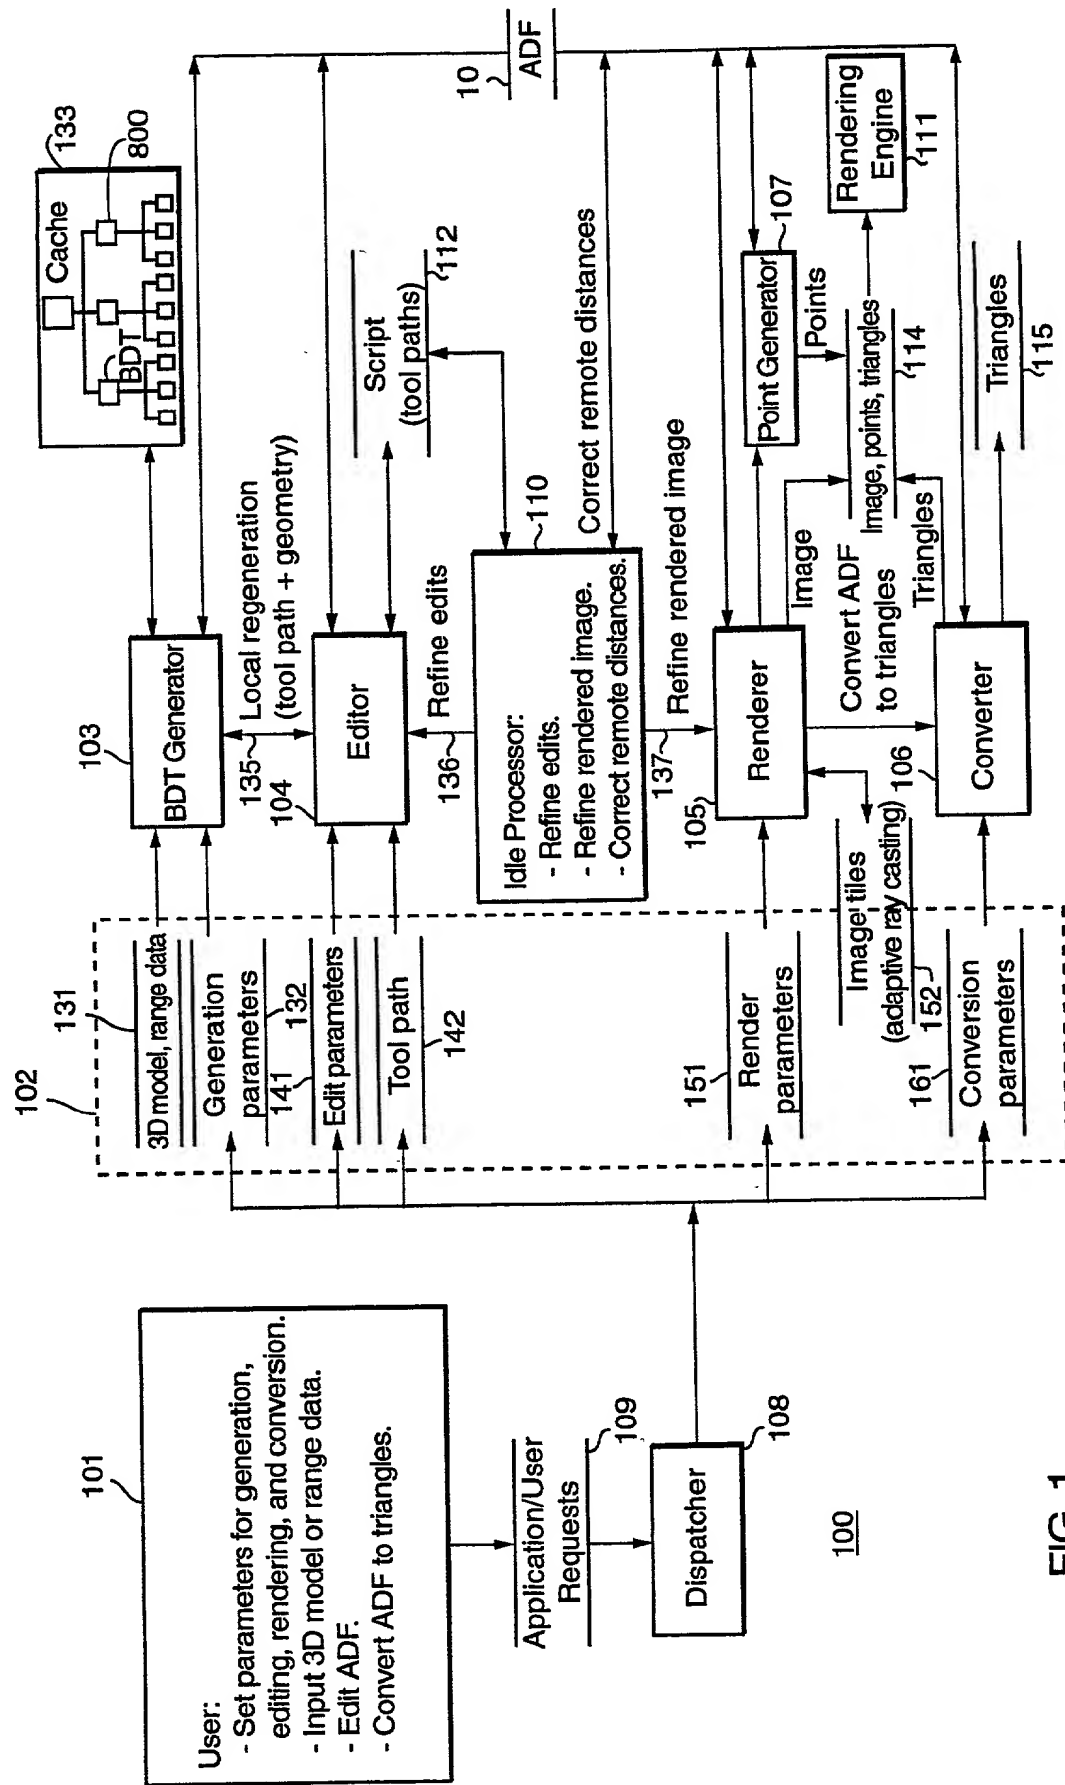 101
User:
- Set parameters for generation,
editing, rendering, and conversion.
- Input 3D model or range data.
- Edit ADF.
- Convert ADF to triangles.
Application/User
Requests
109
Dispatcher
108
100
102
131
3D model, range data
Generation
parameters
132
141
Edit parameters
Tool path
142
151
Render
parameters
Image tiles
(adaptive ray casting)
152
161
Conversion
parameters
103
BDT Generator
135
Local regeneration
(tool path + geometry)
104
Editor
136
Refine edits
110
Idle Processor:
- Refine edits.
- Refine rendered image.
- Correct remote distances.
137
Refine rendered image
105
Renderer
Convert ADF
to triangles
106
Converter
133
Cache
BDT
800
Script
(tool paths)
112
Correct remote distances
10
ADF
107
Point Generator
Points
Image
Image, points, triangles
114
Triangles
Rendering
Engine
111
Triangles
115
FIG. 1